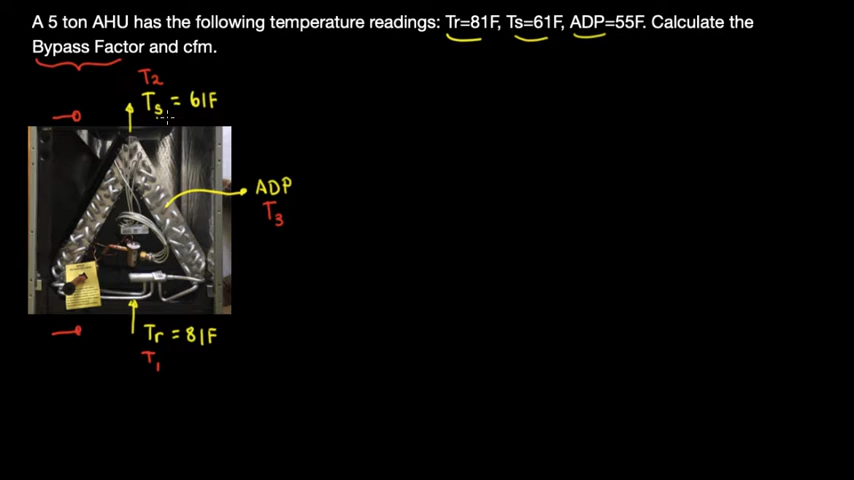 A 5 ton AHU has the following temperature readings: Tr=81F, Ts=61F, ADP=55F. Calculate the
Bypass Factor and cfm.
T2
Ts = 61F
ADP
T3
Tr = 81F
T1